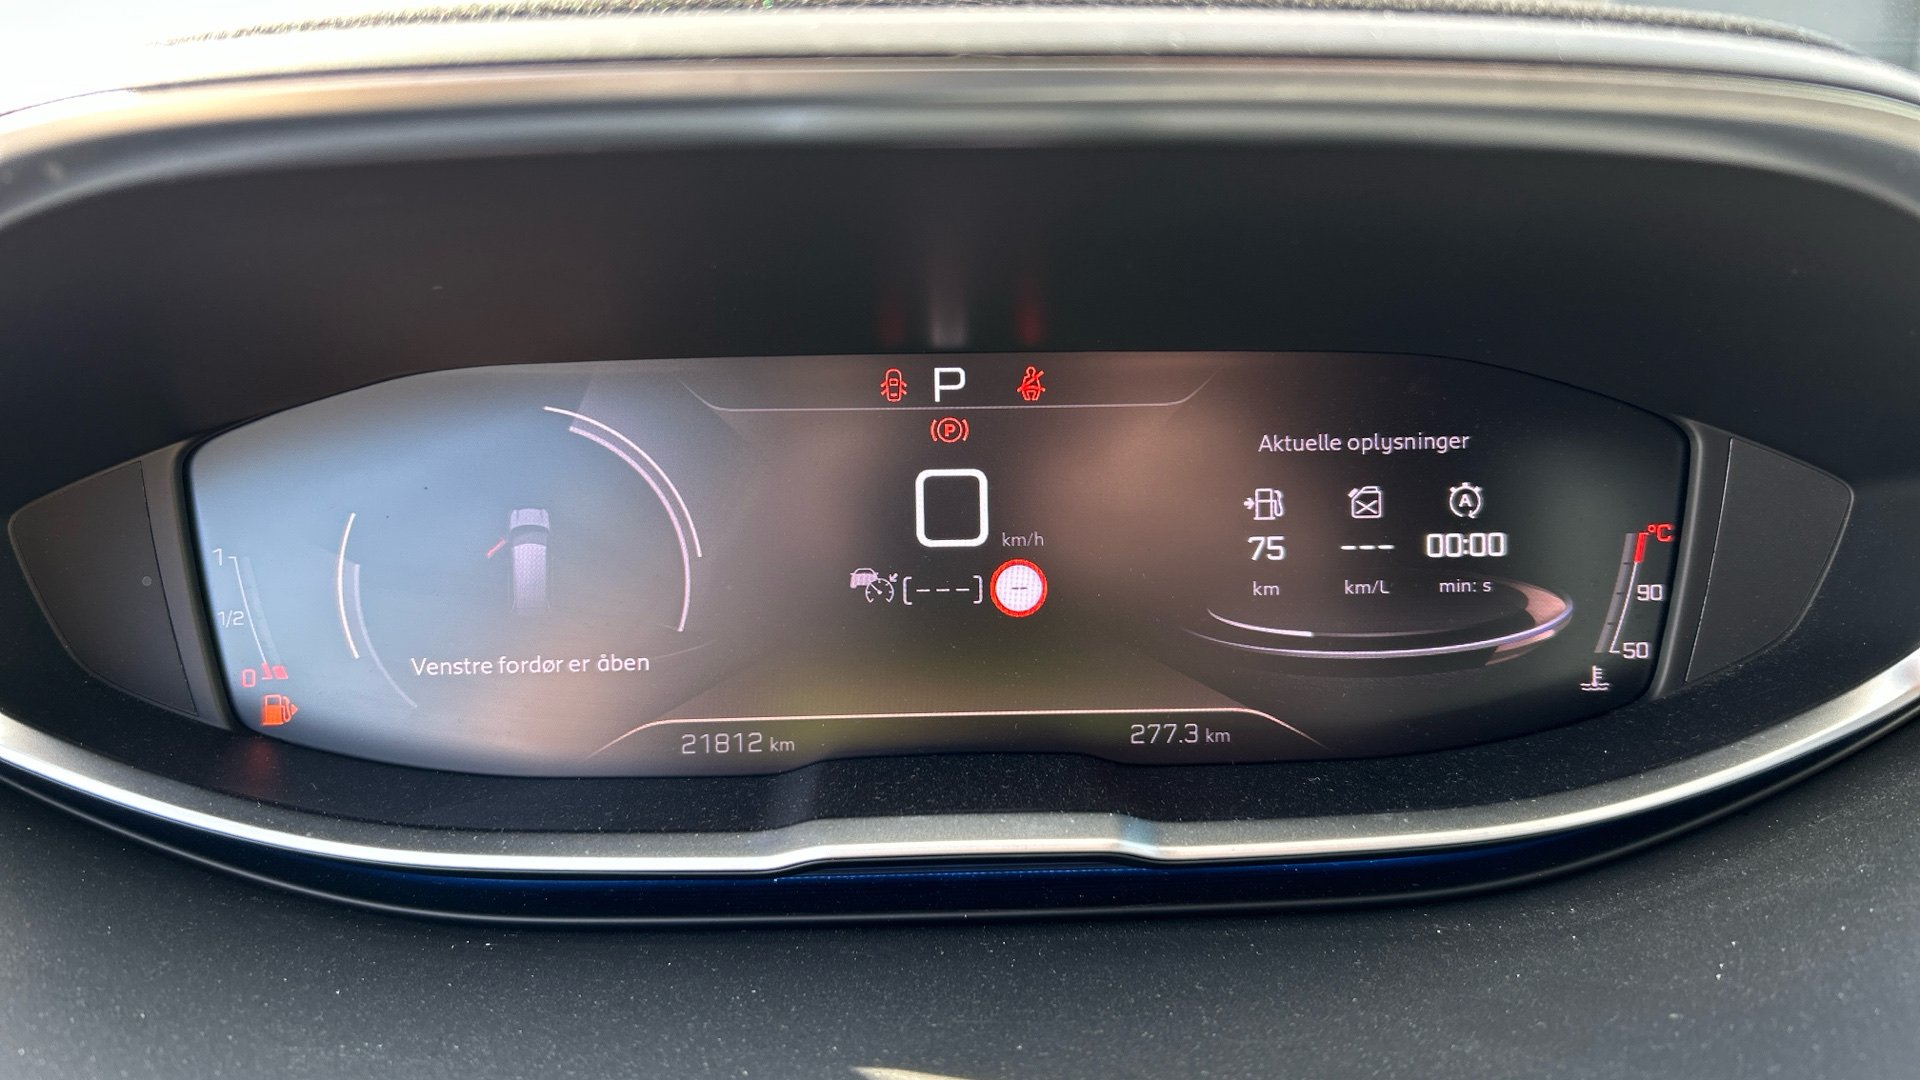 P
(P)
0
km/h
[---]
-
Aktuelle oplysninger
A
75 --- 00:00
km km/L min: s
1
1/2
0
Venstre fordør er åben
°C
90
50
21812 km
277.3 km